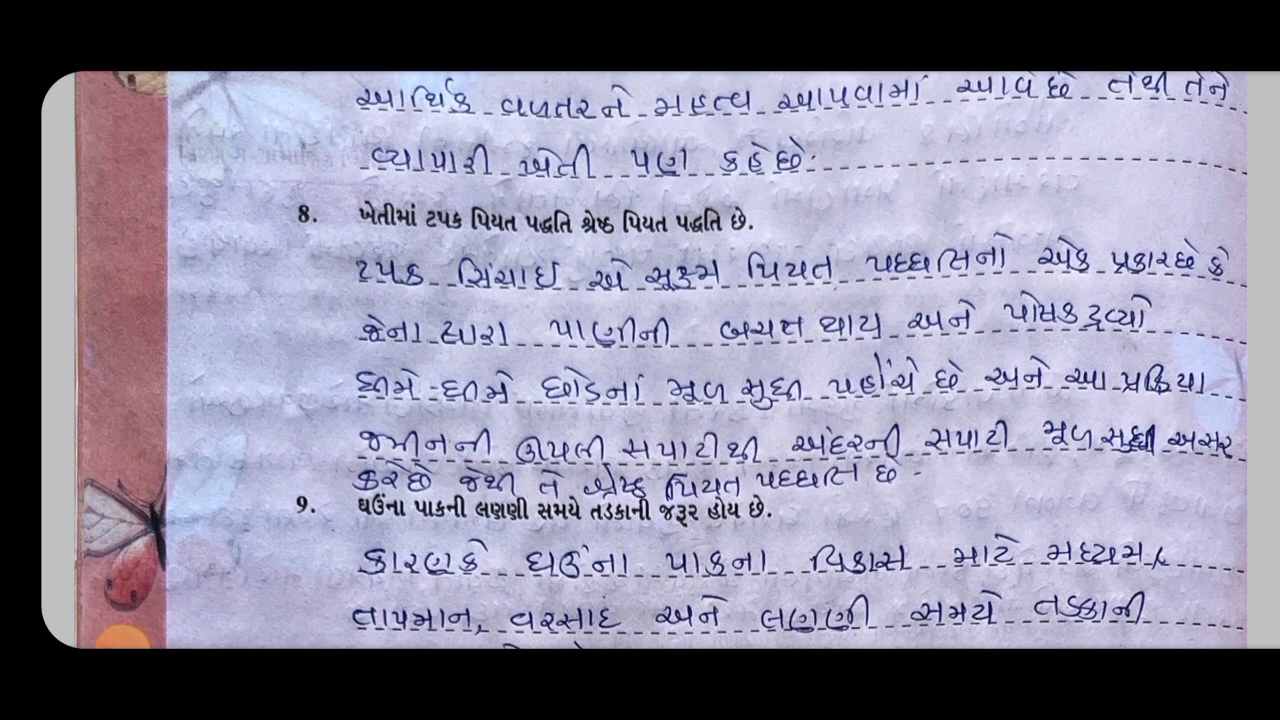 આર્થિક વળતરને મહત્વ આપવામાં આવે છે તેથી તેને
વ્યાપારી ખેતી પણ કહે છે.
8. ખેતીમાં ટપક પિયત પદ્ધતિ શ્રેષ્ઠ પિયત પદ્ધતિ છે.
ટપક સિંચાઇ એ સૂક્ષ્મ પિયત પદ્ધતિનો એક પ્રકાર છે કે
જેના દ્વારા પાણીની બચત થાય અને પોષક દ્રવ્યો
ધીમે-ધીમે છોડનાં મૂળ સુધી પહોંચે છે અને આ પ્રક્રિયા
જમીનની ઊપલી સપાટીથી અંદરની સપાટી મૂળ સુધી અસર
કરે છે જેથી તે શ્રેષ્ઠ પિયત પદ્ધતિ છે.
9. ઘઉંના પાકની લણણી સમયે તડકાની જરૂર હોય છે.
કારણકે ઘઉંના પાકના વિકાસ માટે મધ્યમ
તાપમાન, વરસાદ અને લણણી સમયે તડકાની